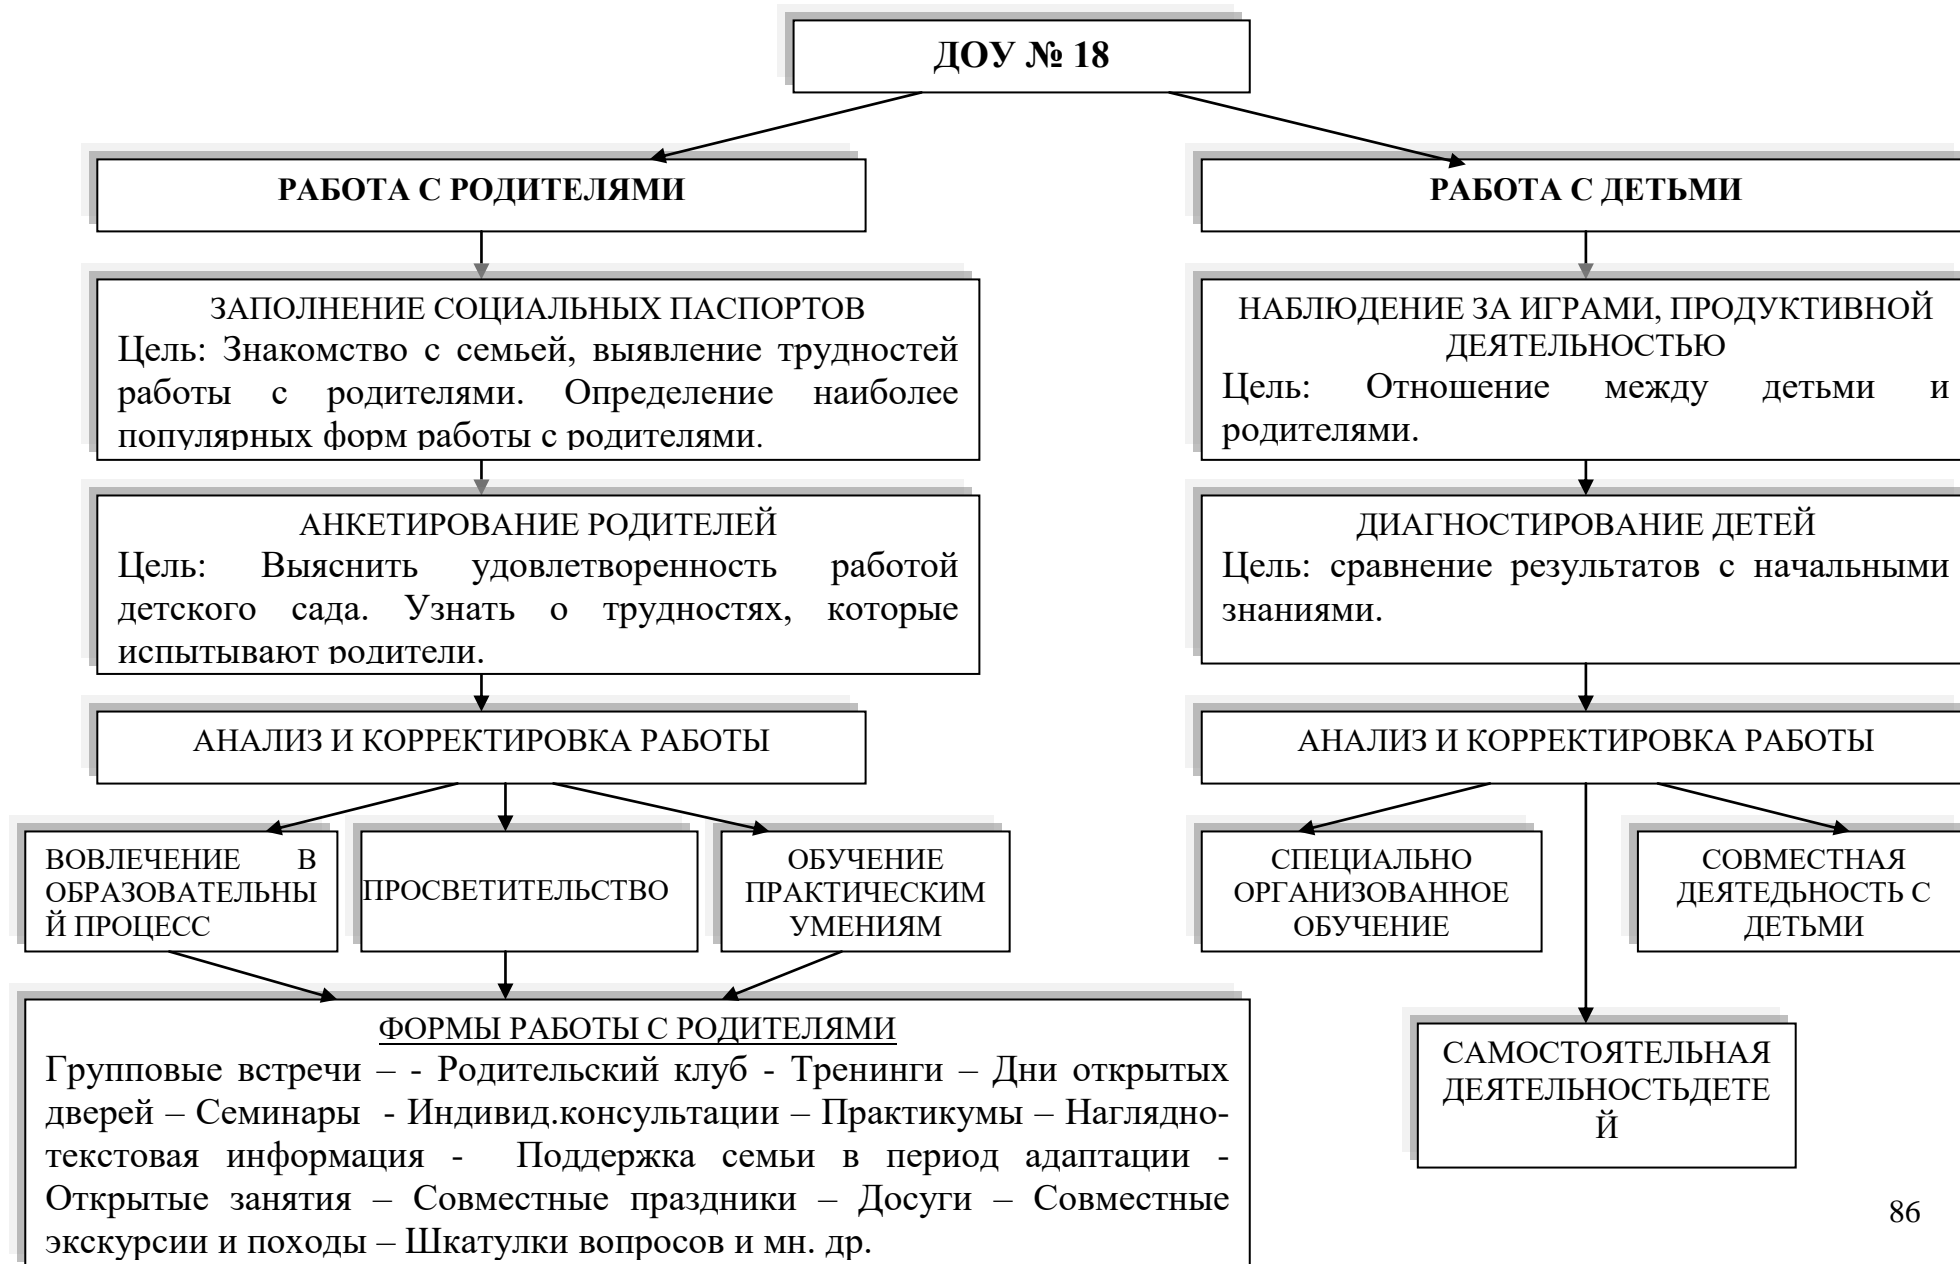 ДОУ № 18
РАБОТА С РОДИТЕЛЯМИ
РАБОТА С ДЕТЬМИ
ЗАПОЛНЕНИЕ СОЦИАЛЬНЫХ ПАСПОРТОВ
Цель: Знакомство с семьей, выявление трудностей
работы с родителями. Определение наиболее
популярных форм работы с родителями.
НАБЛЮДЕНИЕ ЗА ИГРАМИ, ПРОДУКТИВНОЙ
ДЕЯТЕЛЬНОСТЬЮ
Цель: Отношение между детьми и
родителями.
АНКЕТИРОВАНИЕ РОДИТЕЛЕЙ
Цель: Выяснить удовлетворенность работой
детского сада. Узнать о трудностях, которые
испытывают родители.
ДИАГНОСТИРОВАНИЕ ДЕТЕЙ
Цель: сравнение результатов с начальными
знаниями.
АНАЛИЗ И КОРРЕКТИРОВКА РАБОТЫ
АНАЛИЗ И КОРРЕКТИРОВКА РАБОТЫ
ВОВЛЕЧЕНИЕ В
ОБРАЗОВАТЕЛЬНЫ
Й ПРОЦЕСС
ПРОСВЕТИТЕЛЬСТВО
ОБУЧЕНИЕ
ПРАКТИЧЕСКИМ
УМЕНИЯМ
СПЕЦИАЛЬНО
ОРГАНИЗОВАННОЕ
ОБУЧЕНИЕ
СОВМЕСТНАЯ
ДЕЯТЕДЬНОСТЬ С
ДЕТЬМИ
ФОРМЫ РАБОТЫ С РОДИТЕЛЯМИ
Групповые встречи – - Родительский клуб - Тренинги – Дни открытых
дверей – Семинары - Индивид.консультации – Практикумы – Наглядно-
текстовая информация - Поддержка семьи в период адаптации -
Открытые занятия – Совместные праздники – Досуги – Совместные
экскурсии и походы – Шкатулки вопросов и мн. др.
САМОСТОЯТЕЛЬНАЯ
ДЕЯТЕЛЬНОСТЬДЕТЕ
Й
86